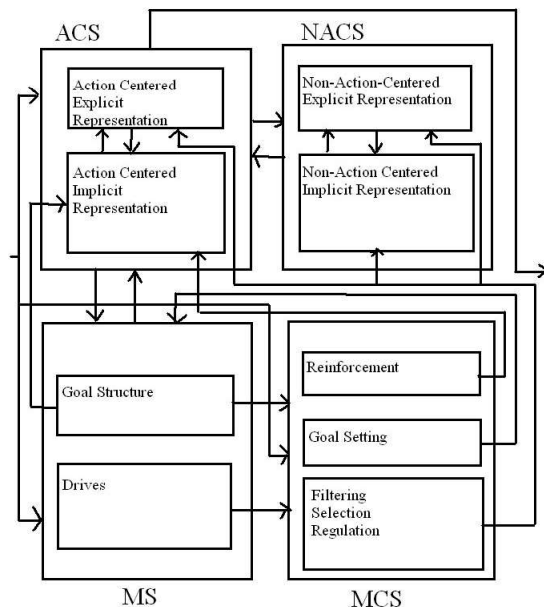 ACS
NACS
Action Centered
Explicit
Representation
Non-Action-Centered
Explicit Representation
Action Centered
Implicit
Representation
Non-Action Centered
Implicit Representation
Goal Structure
Reinforcement
Goal Setting
Drives
Filtering
Selection
Regulation
MS
MCS